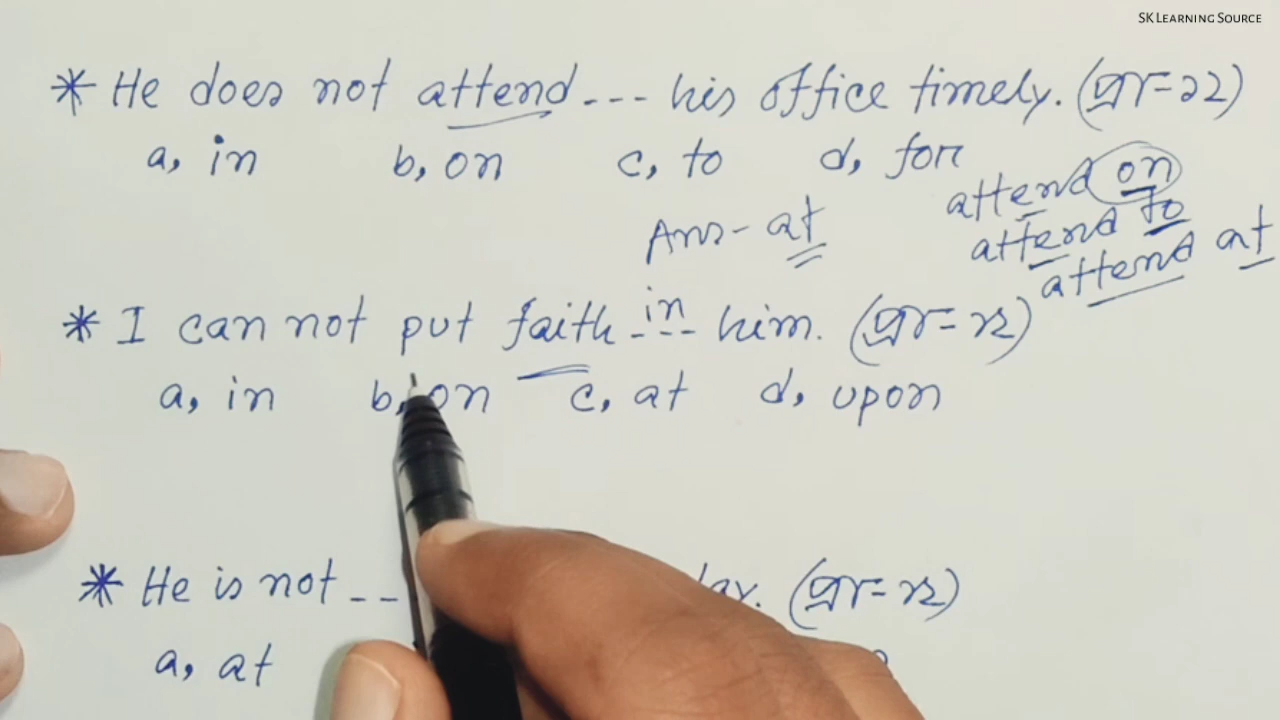 SK LEARNING SOURCE
* He does not attend --- his office timely. (প্রা-২২)
a, in b, on c, to d, for
attend on
attend to
attend at
Ans- at
* I can not put faith -in-- him. (প্রা-২২)
a, in b, on c, at d, upon
* He is not -- (প্রা-২২)
a, at